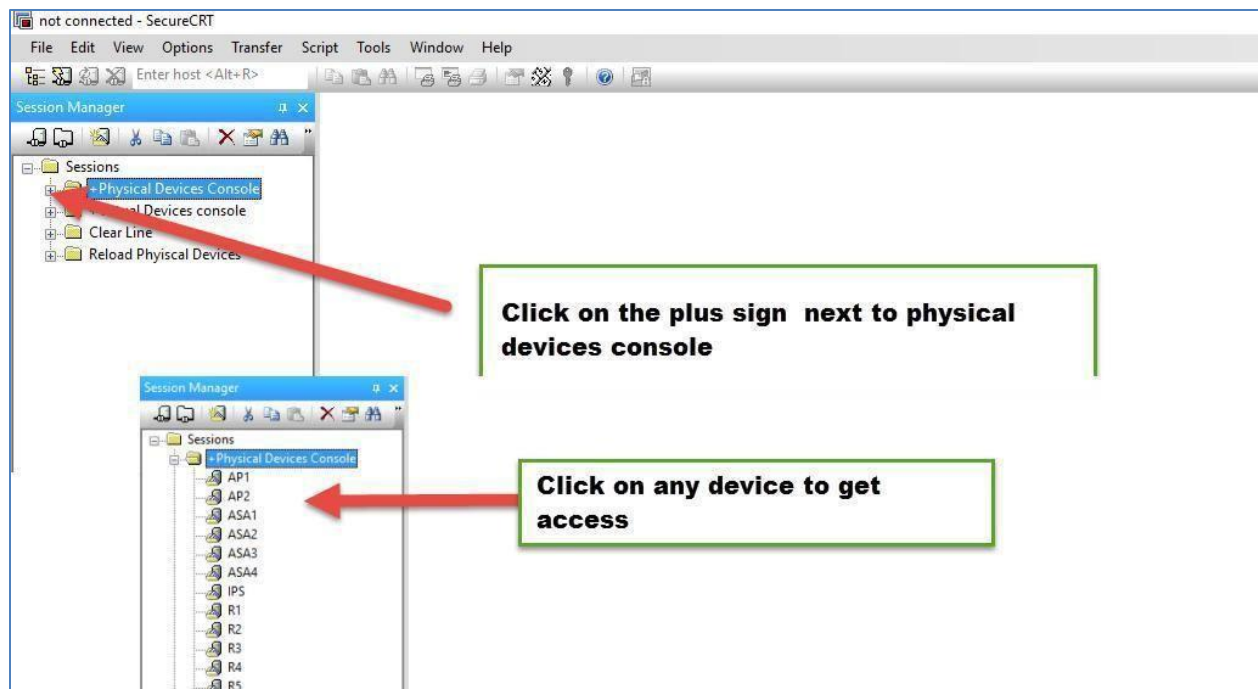 not connected - SecureCRT
File Edit View Options Transfer Script Tools Window Help
Enter host <Alt+R>
Session Manager
Sessions
+Physical Devices Console
Devices console
Clear Line
Reload Phyiscal Devices
Click on the plus sign next to physical
devices console
Session Manager
Sessions
+Physical Devices Console
AP1
AP2
ASA1
ASA2
ASA3
ASA4
IPS
R1
R2
R3
R4
R5
Click on any device to get
access